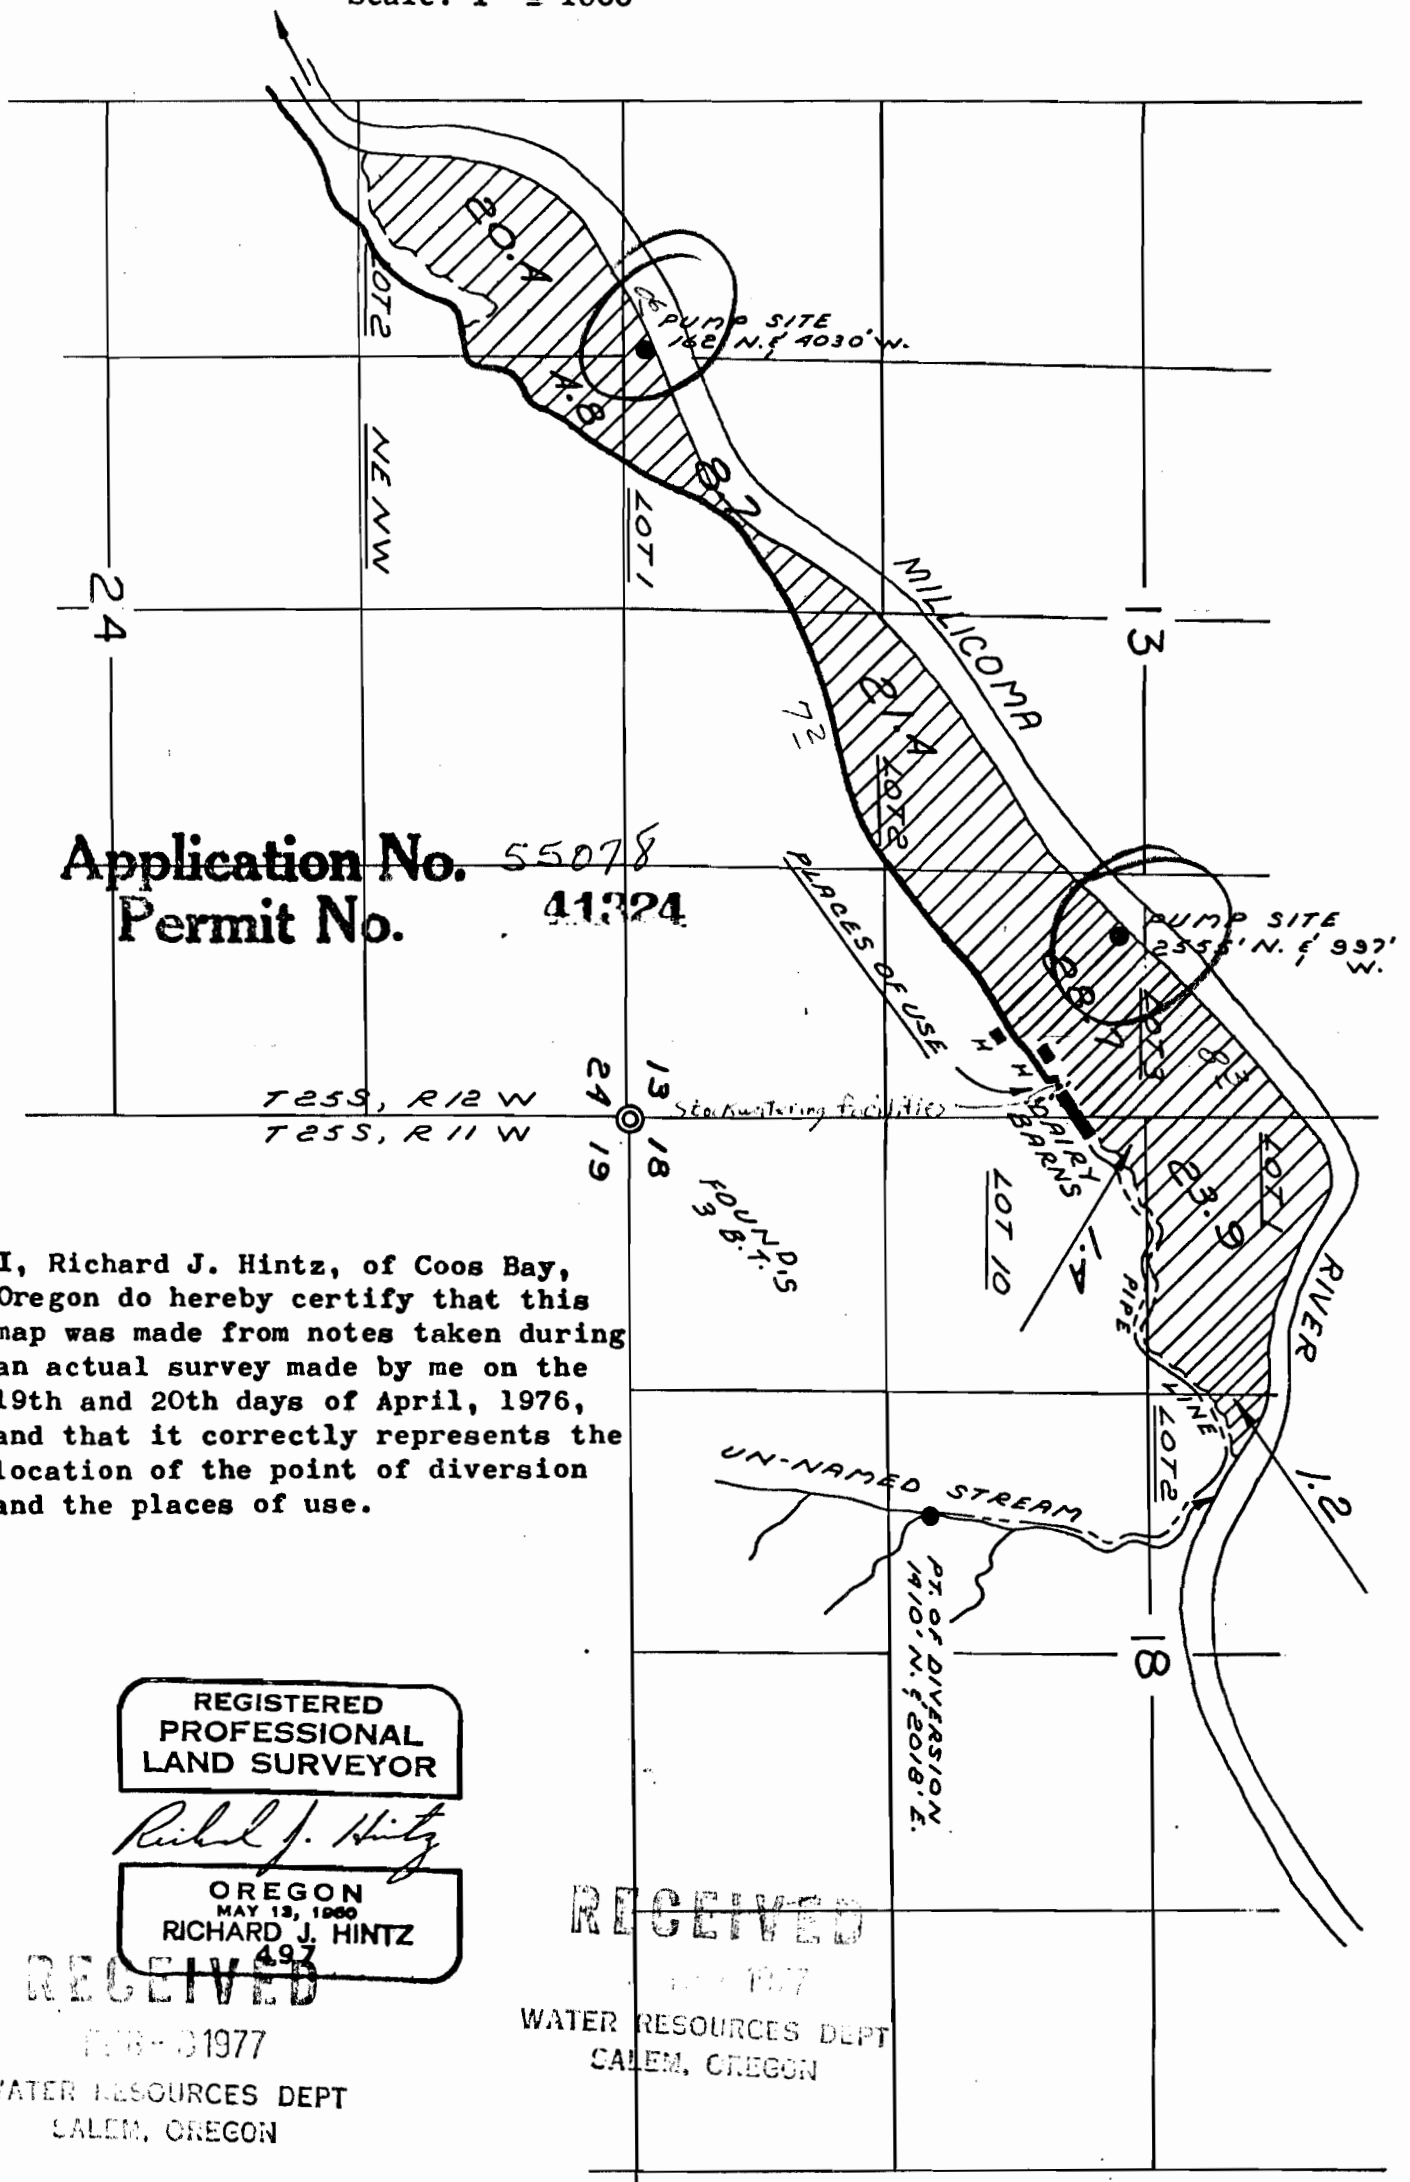 Scale: 1" = 1000'
20.A
LOT 2
PUMP SITE
162' N. & 4030' W.
4.8
NE NW
LOT 1
8.2
MILLICOMA
24
13
21.A
LOT 2
Application No. 55078
Permit No. 41324
PLACES OF USE
PUMP SITE
2555' N. & 997'
W.
LOT 3
H
H
T25S, R12 W
T25S, R11 W
24 13
19 18
Stockwatering facilities
DAIRY
BARNS
LOT 10
1.4
FOUND
3 B.T.'S
23.9
LOT 1
RIVER
PIPE
LINE
LOT 2
1.2
UN-NAMED STREAM
PT. OF DIVERSION
1410' N. & 2018' E.
18
I, Richard J. Hintz, of Coos Bay,
Oregon do hereby certify that this
map was made from notes taken during
an actual survey made by me on the
19th and 20th days of April, 1976,
and that it correctly represents the
location of the point of diversion
and the places of use.
REGISTERED
PROFESSIONAL
LAND SURVEYOR
Richard J. Hintz
OREGON
MAY 13, 1960
RICHARD J. HINTZ
497
RECEIVED
1977
WATER RESOURCES DEPT
SALEM, OREGON
RECEIVED
1977
WATER RESOURCES DEPT
SALEM, OREGON